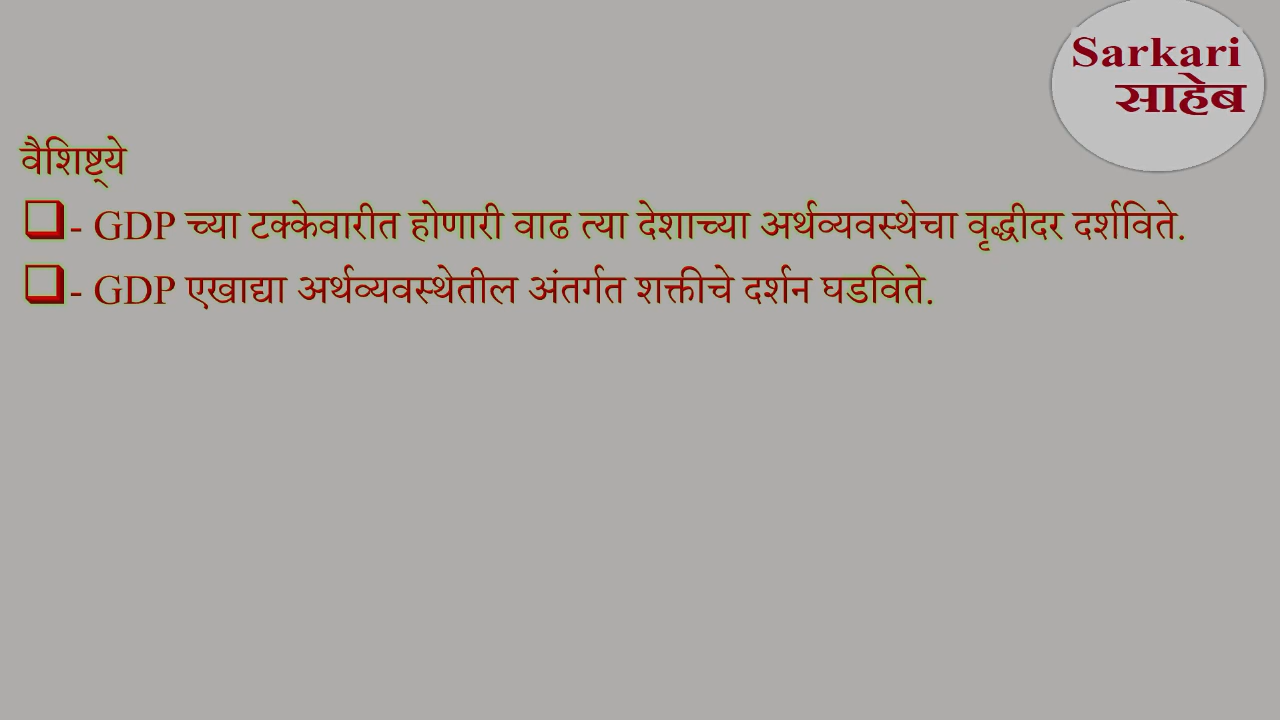 Sarkari
साहेब
वैशिष्ट्ये
❑- GDP च्या टक्केवारीत होणारी वाढ त्या देशाच्या अर्थव्यवस्थेचा वृद्धीदर दर्शविते.
❑- GDP एखाद्या अर्थव्यवस्थेतील अंतर्गत शक्तीचे दर्शन घडविते.